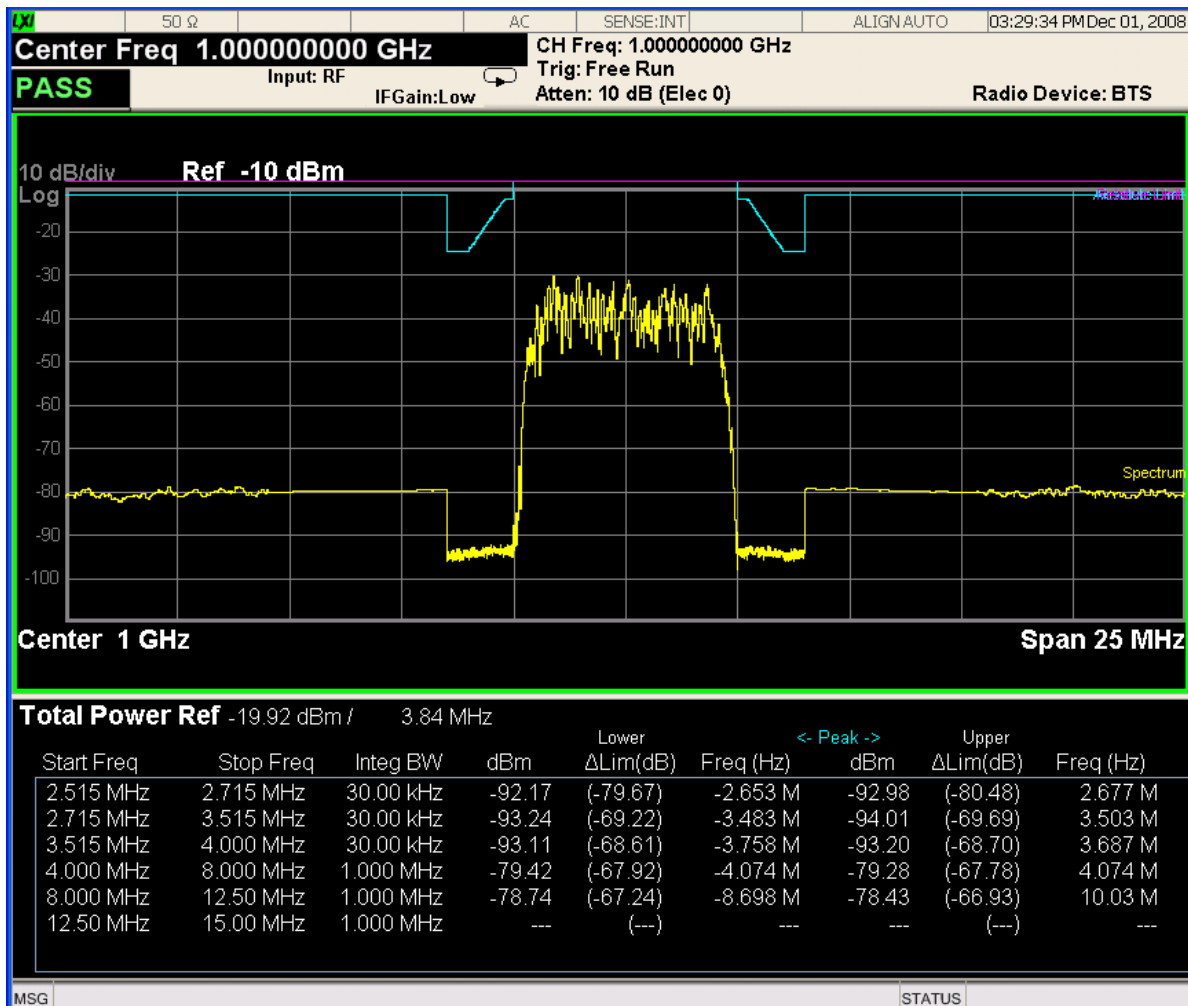 LXI 50 Ω AC SENSE:INT ALIGN AUTO 03:29:34 PM Dec 01, 2008
Center Freq 1.000000000 GHz CH Freq: 1.000000000 GHz
Input: RF Trig: Free Run
PASS IFGain:Low Atten: 10 dB (Elec 0) Radio Device: BTS
10 dB/div Ref -10 dBm
Log
-20
-30
-40
-50
-60
-70
Spectrum
-80
-90
-100
Center 1 GHz Span 25 MHz
Total Power Ref -19.92 dBm / 3.84 MHz
Lower <- Peak -> Upper
Start Freq Stop Freq Integ BW dBm ΔLim(dB) Freq (Hz) dBm ΔLim(dB) Freq (Hz)
2.515 MHz 2.715 MHz 30.00 kHz -92.17 (-79.67) -2.653 M -92.98 (-80.48) 2.677 M
2.715 MHz 3.515 MHz 30.00 kHz -93.24 (-69.22) -3.483 M -94.01 (-69.69) 3.503 M
3.515 MHz 4.000 MHz 30.00 kHz -93.11 (-68.61) -3.758 M -93.20 (-68.70) 3.687 M
4.000 MHz 8.000 MHz 1.000 MHz -79.42 (-67.92) -4.074 M -79.28 (-67.78) 4.074 M
8.000 MHz 12.50 MHz 1.000 MHz -78.74 (-67.24) -8.698 M -78.43 (-66.93) 10.03 M
12.50 MHz 15.00 MHz 1.000 MHz --- (---) --- --- (---) ---
MSG STATUS